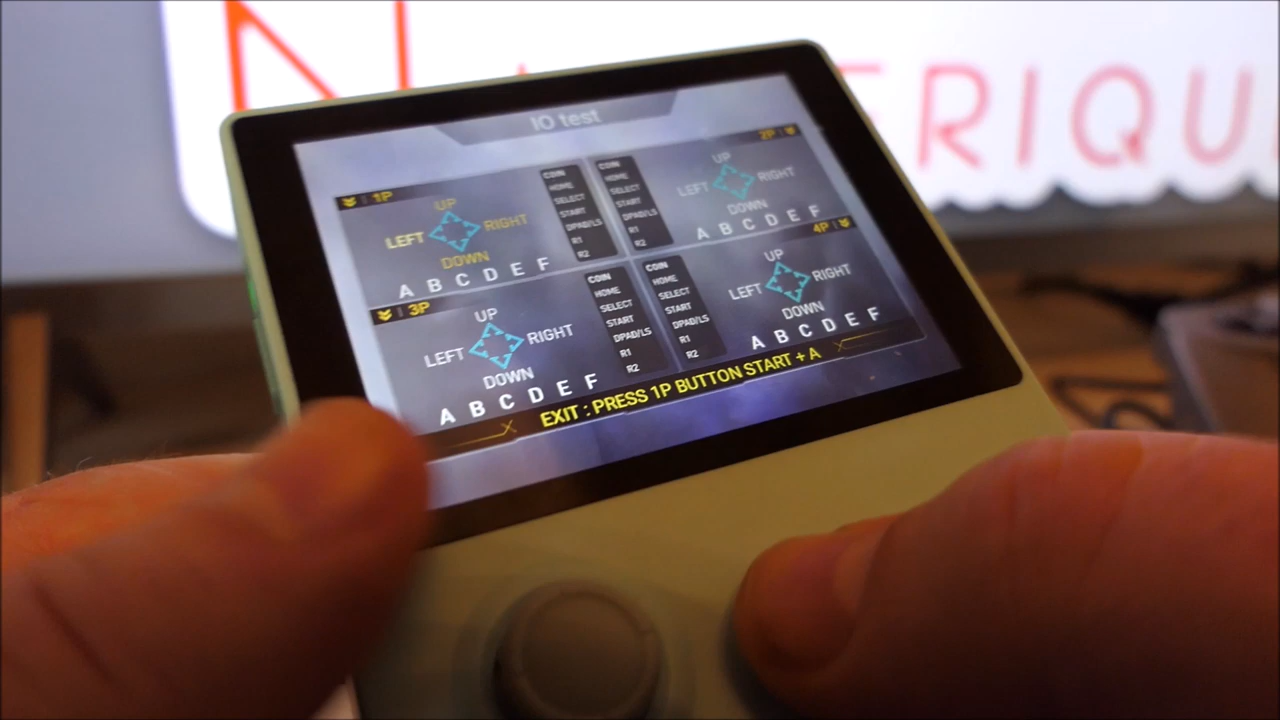 N
ERIQU
IO test
1P
UP
LEFT
RIGHT
DOWN
A B C D E F
COIN
HOME
SELECT
START
DPAD/LS
R1
R2
2P
COIN
HOME
SELECT
START
DPAD/LS
R1
R2
UP
LEFT
RIGHT
DOWN
A B C D E F
3P
UP
LEFT
RIGHT
DOWN
A B C D E F
COIN
HOME
SELECT
START
DPAD/LS
R1
R2
4P
COIN
HOME
SELECT
START
DPAD/LS
R1
R2
UP
LEFT
RIGHT
DOWN
A B C D E F
EXIT : PRESS 1P BUTTON START + A